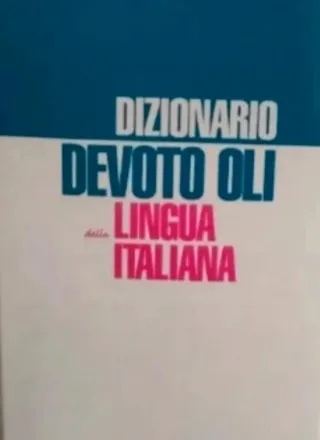 DIZIONARIO
DEVOTO OLI
della LINGUA
ITALIANA